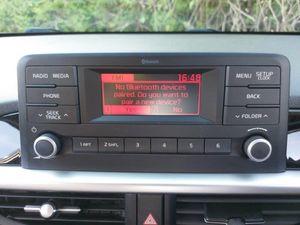 Bluetooth
RADIO MEDIA
FM1 16:48
MENU SETUP
CLOCK
No Bluetooth devices
paired. Do you want to
pair a new device?
Yes No
PHONE
BACK
SEEK
TRACK
FOLDER
1 RPT 2 SHFL 3 4 5 6